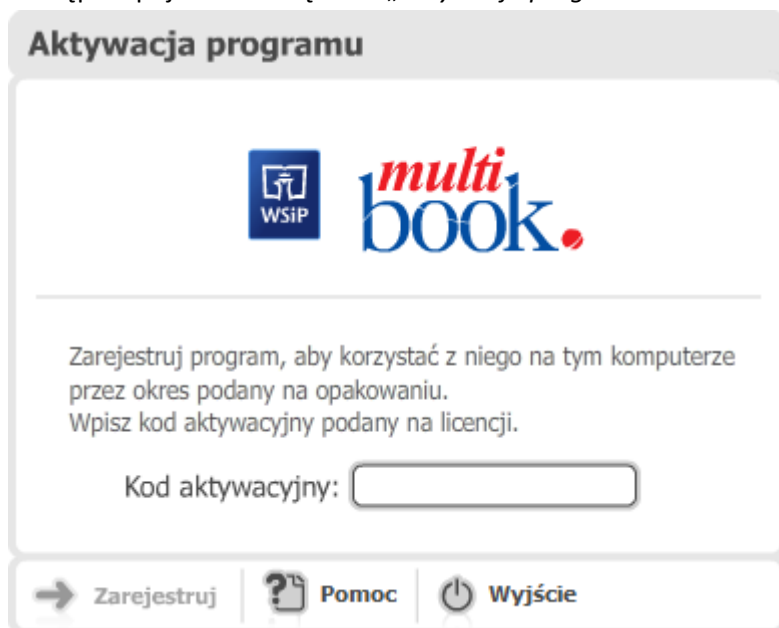 Aktywacja programu
WSiP
multi
book.
Zarejestruj program, aby korzystać z niego na tym komputerze
przez okres podany na opakowaniu.
Wpisz kod aktywacyjny podany na licencji.
Kod aktywacyjny:
Zarejestruj Pomoc Wyjście